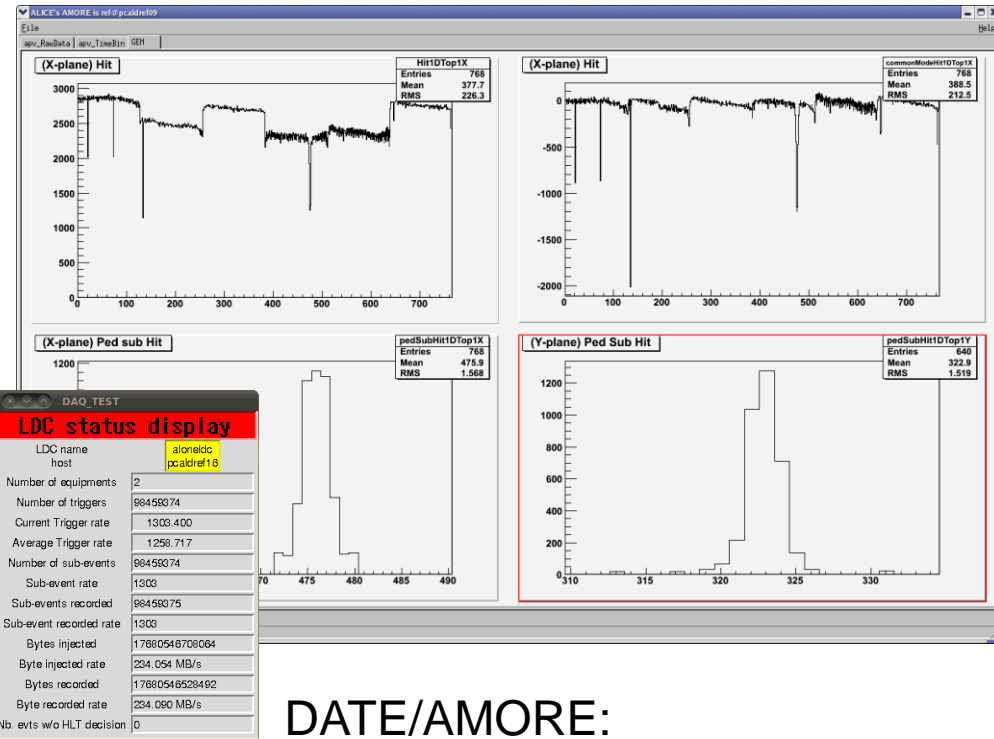 ALICE's AMORE is ref@pcaldref09
File
Help
apv_RawData apv_TimeBin GEM
(X-plane) Hit
Hit1DTop1X
Entries 768
Mean 377.7
RMS 226.3
3000
2500
2000
1500
1000
500
0
0 100 200 300 400 500 600 700
(X-plane) Hit
commonModeHit1DTop1X
Entries 768
Mean 388.5
RMS 212.5
0
-500
-1000
-1500
-2000
0 100 200 300 400 500 600 700
(X-plane) Ped sub Hit
pedSubHit1DTop1X
Entries 768
Mean 475.9
RMS 1.568
1200
70 475 480 485 490
(Y-plane) Ped Sub Hit
pedSubHit1DTop1Y
Entries 640
Mean 322.9
RMS 1.519
1200
1000
800
600
400
200
0
310 315 320 325 330
DAQ_TEST
LDC status display
LDC name aloneldc
host pcaldref16
Number of equipments 2
Number of triggers 98459374
Current Trigger rate 1303.400
Average Trigger rate 1258.717
Number of sub-events 98459374
Sub-event rate 1303
Sub-events recorded 98459375
Sub-event recorded rate 1303
Bytes injected 17680546708064
Byte injected rate 234.054 MB/s
Bytes recorded 17680546528492
Byte recorded rate 234.090 MB/s
Nb. evts w/o HLT decision 0
DATE/AMORE: